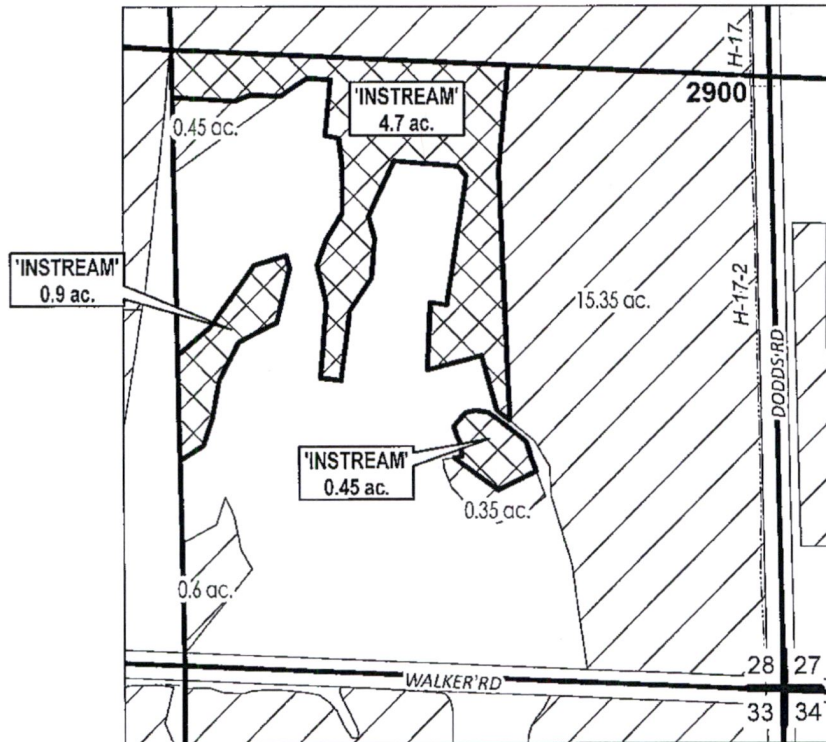 H-17
2900
'INSTREAM'
4.7 ac.
0.45 ac.
'INSTREAM'
0.9 ac.
15.35 ac.
H-17-2
DODDS RD
'INSTREAM'
0.45 ac.
0.35 ac.
0.6 ac.
WALKER RD
28 27
33 34